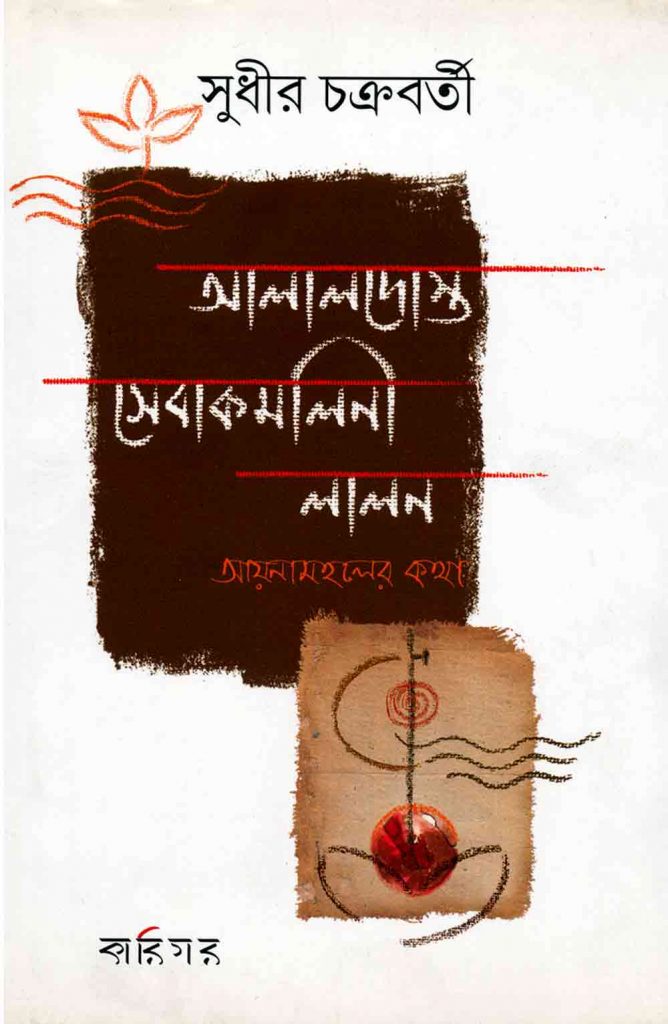 সুধীর চক্রবর্তী
আলালদোস্ত
সেবাকমলিনী
লালন
আয়নামহলের কথা
কারিগর